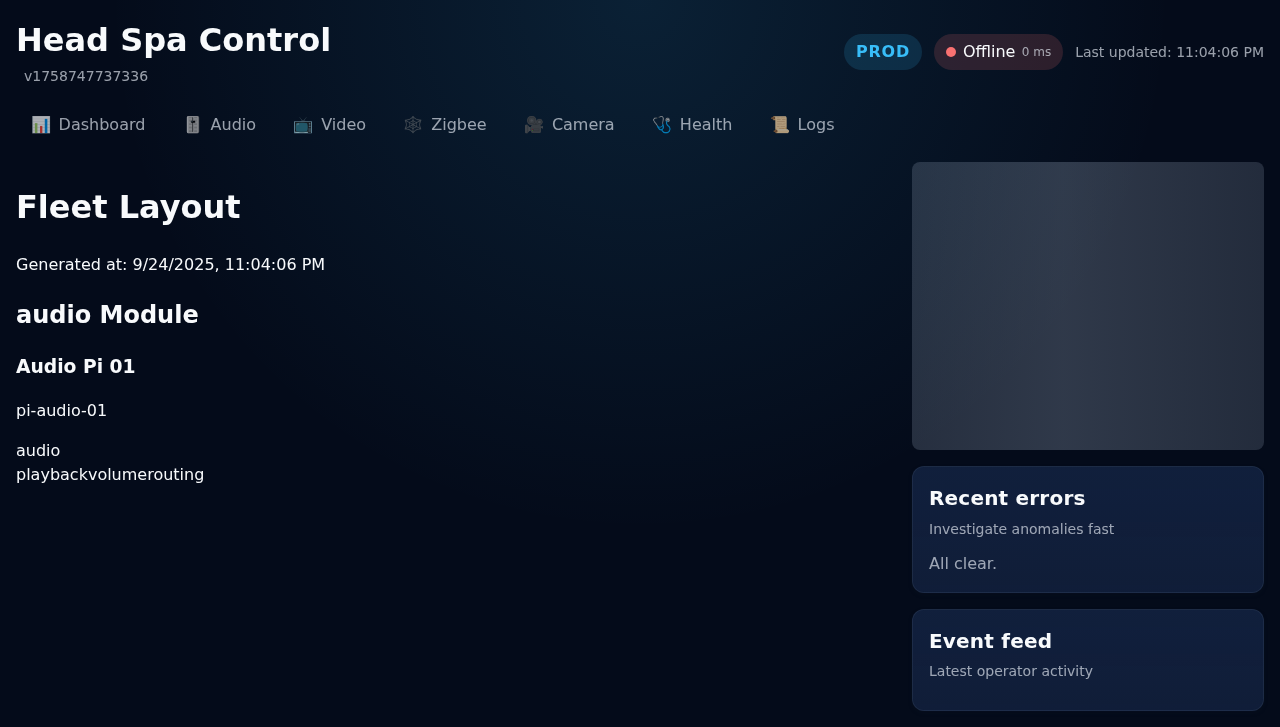 Head Spa Control
v1758747737336
PROD
Offline 0 ms
Last updated: 11:04:06 PM
📊 Dashboard 🎚️ Audio 📺 Video 🕸️ Zigbee 🎥 Camera 🩺 Health 📜 Logs
Fleet Layout
Generated at: 9/24/2025, 11:04:06 PM
audio Module
Audio Pi 01
pi-audio-01
audio
playbackvolumerouting
Recent errors
Investigate anomalies fast
All clear.
Event feed
Latest operator activity